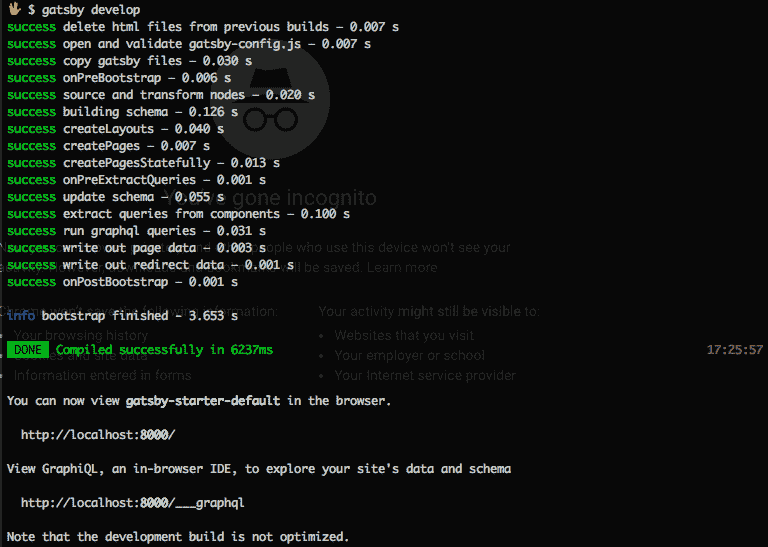 🖖 $ gatsby develop
success delete html files from previous builds — 0.007 s
success open and validate gatsby-config.js — 0.007 s
success copy gatsby files — 0.030 s
success onPreBootstrap — 0.006 s
success source and transform nodes — 0.020 s
success building schema — 0.126 s
success createLayouts — 0.040 s
success createPages — 0.007 s
success createPagesStatefully — 0.013 s
success onPreExtractQueries — 0.001 s
You've gone incognito
success update schema — 0.055 s
success extract queries from components — 0.100 s
success run graphql queries — 0.031 s
success write out page data — 0.003 s
people who use this device won't see your
success write out redirect data — 0.001 s
will be saved. Learn more
success onPostBootstrap — 0.001 s
info bootstrap finished — 3.653 s
Chrome won't save the following information:
Your activity might still be visible to:
• Your browsing history
• Websites that you visit
DONE Compiled successfully in 6237ms 17:25:57
• Cookies and site data
• Your employer or school
• Information entered in forms
• Your Internet service provider
You can now view gatsby-starter-default in the browser.
http://localhost:8000/
View GraphiQL, an in-browser IDE, to explore your site's data and schema
http://localhost:8000/___graphql
Note that the development build is not optimized.